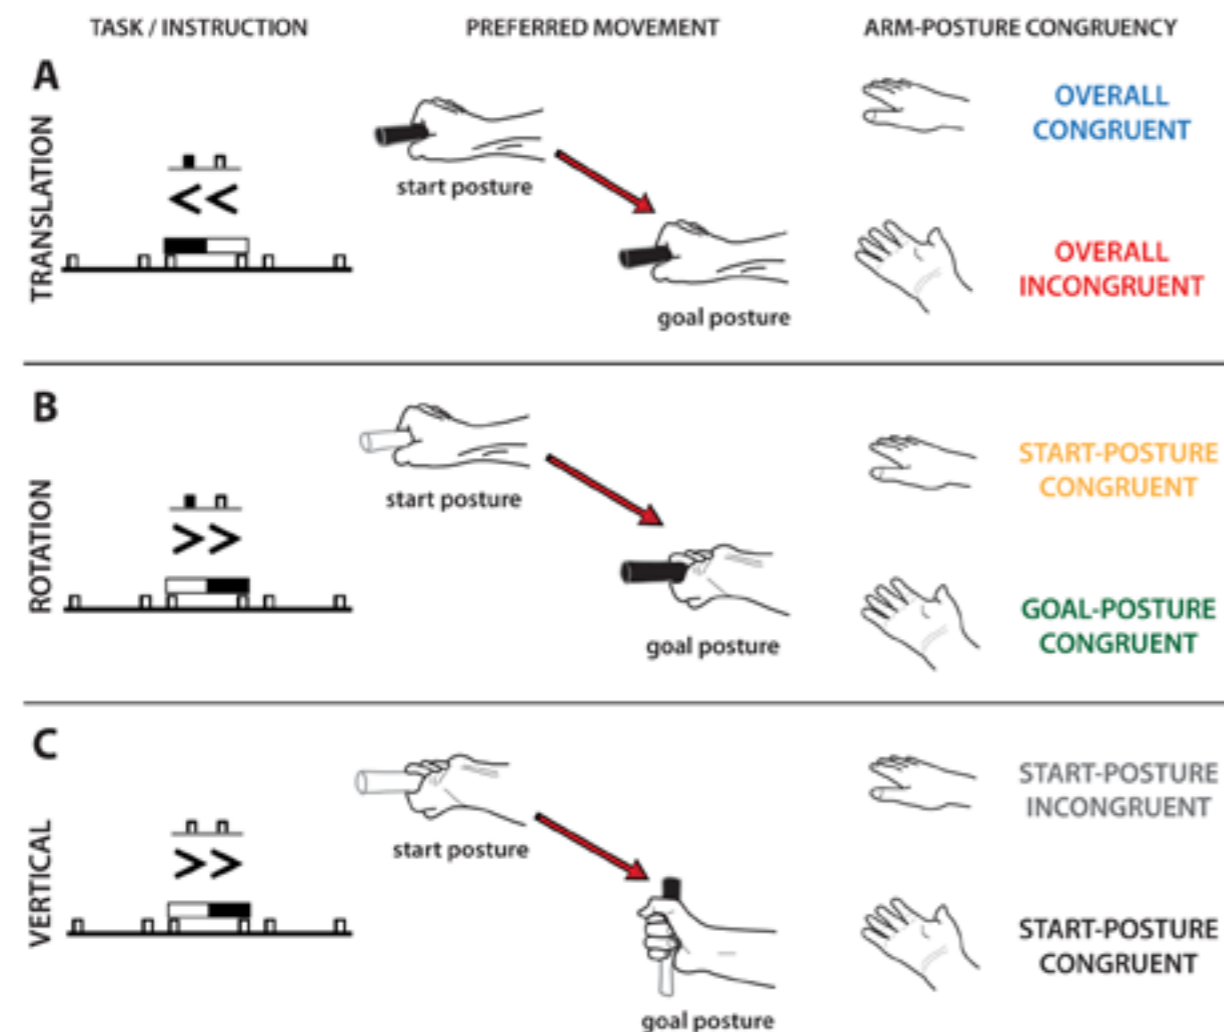 TASK / INSTRUCTION
PREFERRED MOVEMENT
ARM-POSTURE CONGRUENCY
A
TRANSLATION
<<
start posture
goal posture
OVERALL
CONGRUENT
OVERALL
INCONGRUENT
B
ROTATION
>>
start posture
goal posture
START-POSTURE
CONGRUENT
GOAL-POSTURE
CONGRUENT
C
VERTICAL
>>
start posture
goal posture
START-POSTURE
INCONGRUENT
START-POSTURE
CONGRUENT